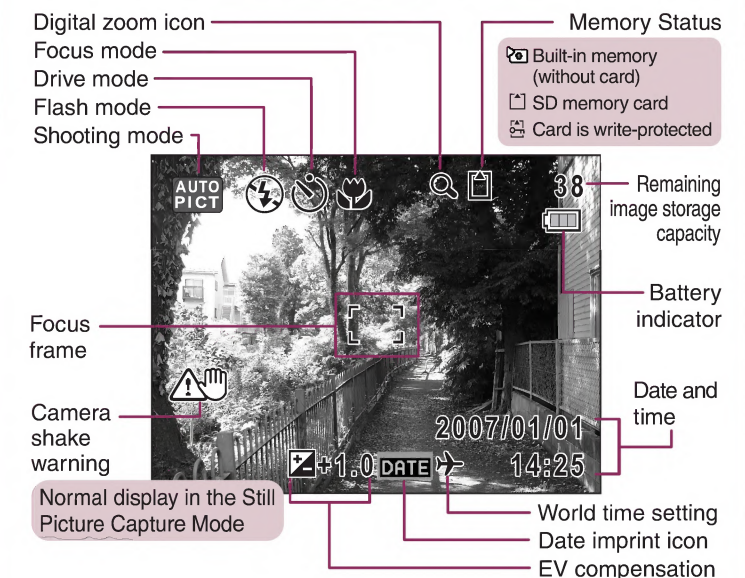 Digital zoom icon
Focus mode
Drive mode
Flash mode
Shooting mode
Memory Status
Built-in memory
(without card)
SD memory card
Card is write-protected
AUTO
PICT
38
Remaining
image storage
capacity
Battery
indicator
Focus
frame
Camera
shake
warning
Date and
time
2007/01/01
14:25
+1.0
DATE
Normal display in the Still
Picture Capture Mode
World time setting
Date imprint icon
EV compensation